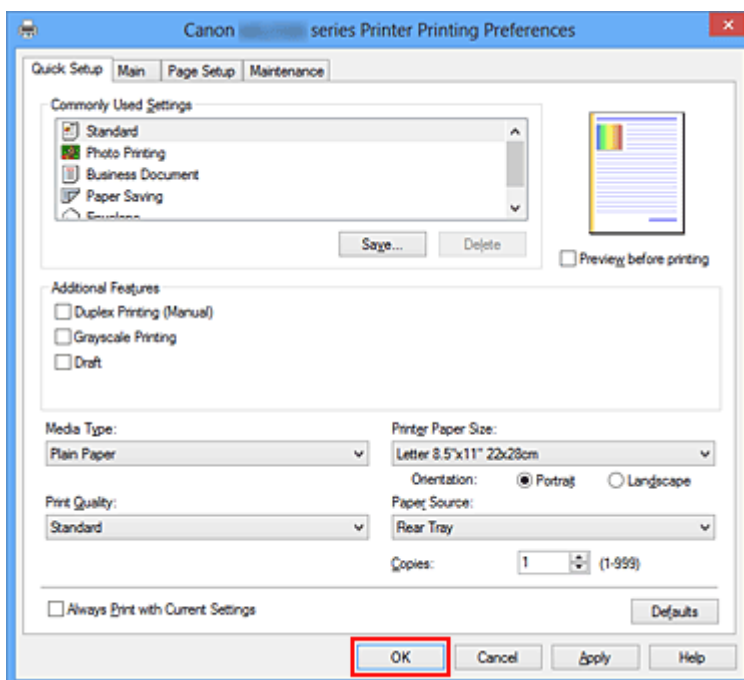 Canon series Printer Printing Preferences
Quick Setup Main Page Setup Maintenance
Commonly Used Settings
Standard
Photo Printing
Business Document
Paper Saving
Envelope
Save... Delete
Preview before printing
Additional Features
Duplex Printing (Manual)
Grayscale Printing
Draft
Media Type: Printer Paper Size:
Plain Paper Letter 8.5"x11" 22x28cm
Orientation: Portrait Landscape
Print Quality: Paper Source:
Standard Rear Tray
Copies: 1 (1-999)
Always Print with Current Settings Defaults
OK Cancel Apply Help